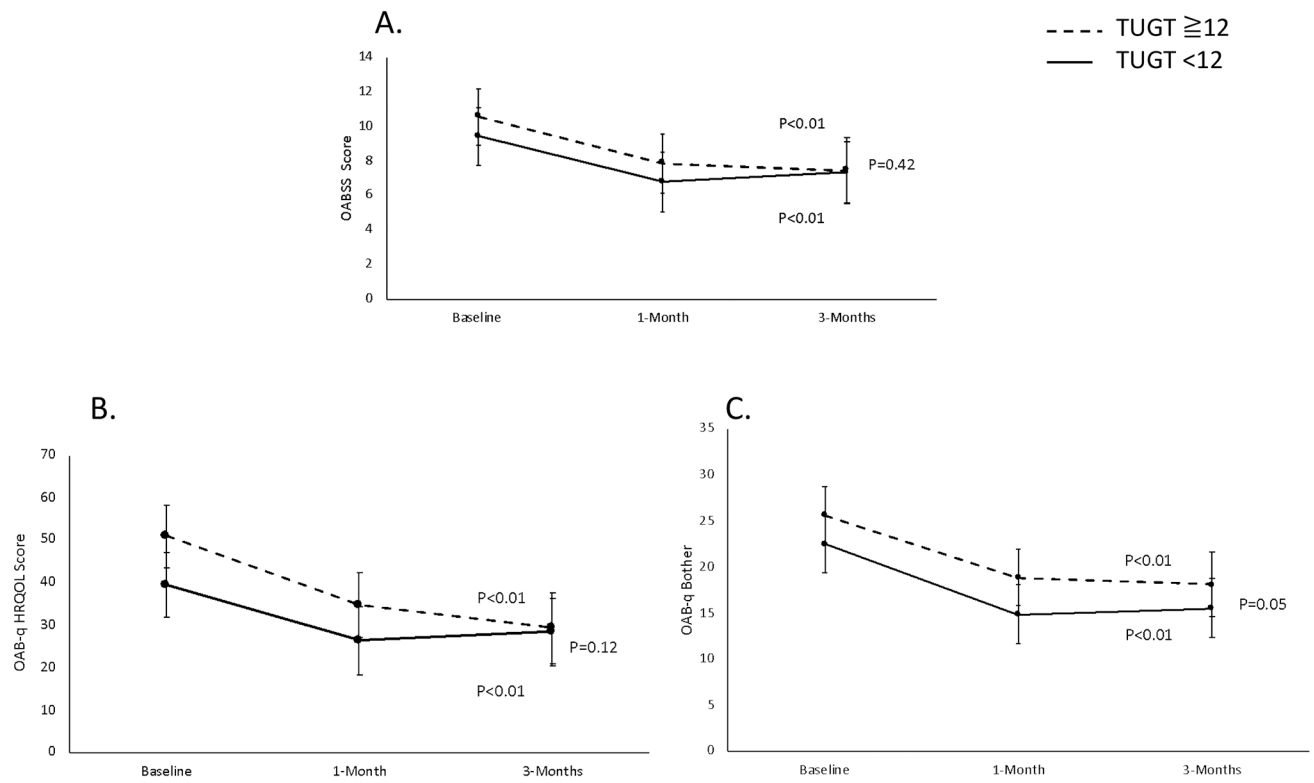 A.
TUGT ≧12
TUGT <12
14
12
10
8
6
4
2
0
OABSS Score
P<0.01
P=0.42
P<0.01
Baseline
1-Month
3-Months
B.
70
60
50
40
30
20
10
0
OAB-q HRQOL Score
P<0.01
P=0.12
P<0.01
Baseline
1-Month
3-Months
C.
35
30
25
20
15
10
5
0
OAB-q Bother
P<0.01
P=0.05
P<0.01
Baseline
1-Month
3-Months